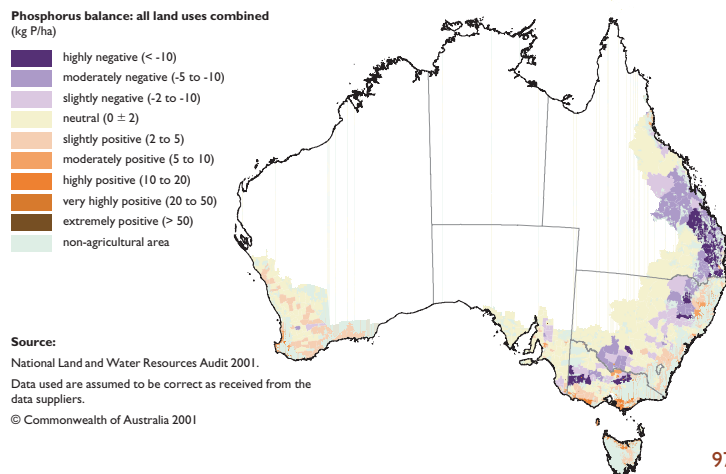 Phosphorus balance: all land uses combined
(kg P/ha)
highly negative (< -10)
moderately negative (-5 to -10)
slightly negative (-2 to -10)
neutral (0 ± 2)
slightly positive (2 to 5)
moderately positive (5 to 10)
highly positive (10 to 20)
very highly positive (20 to 50)
extremely positive (> 50)
non-agricultural area
Source:
National Land and Water Resources Audit 2001.
Data used are assumed to be correct as received from the
data suppliers.
© Commonwealth of Australia 2001